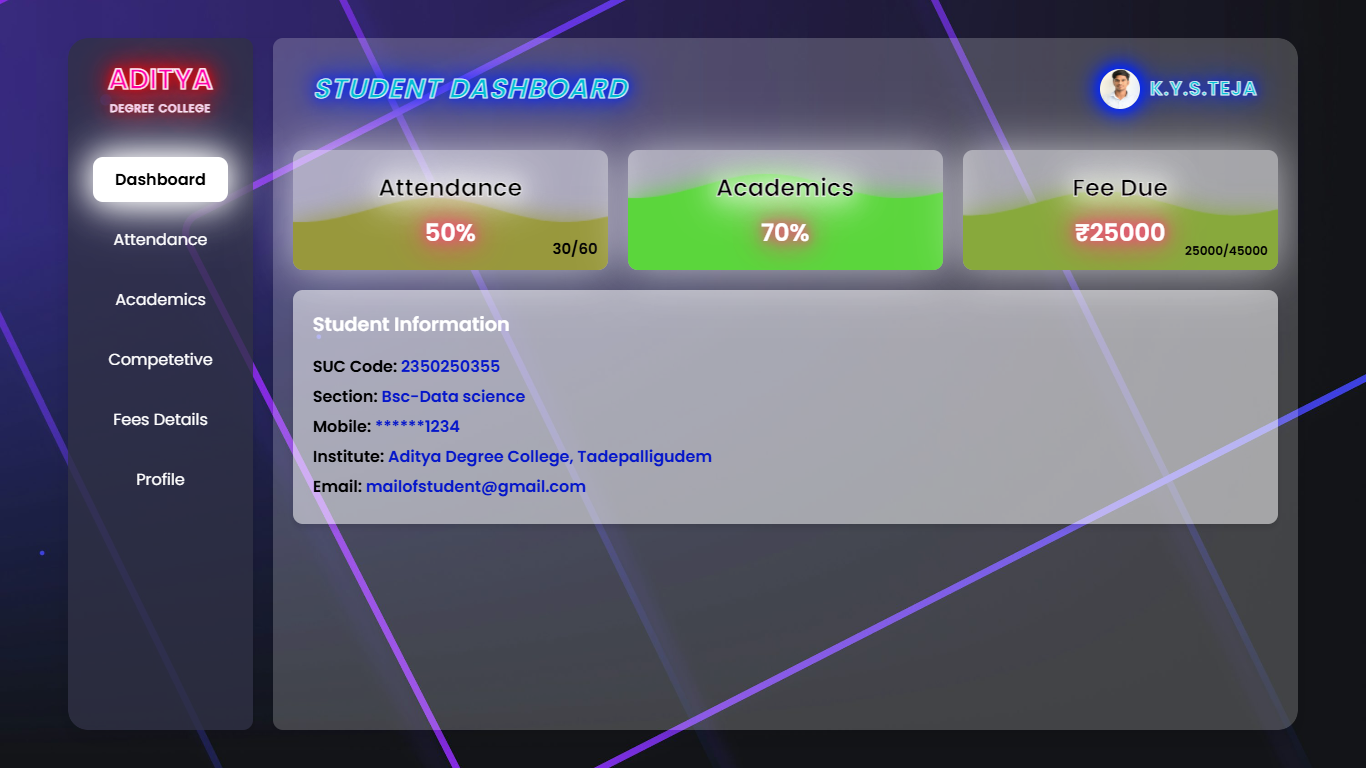 ADITYA
DEGREE COLLEGE
Dashboard
Attendance
Academics
Competetive
Fees Details
Profile
STUDENT DASHBOARD
K.Y.S.TEJA
Attendance
50%
30/60
Academics
70%
Fee Due
₹25000
25000/45000
Student Information
SUC Code: 2350250355
Section: Bsc-Data science
Mobile: ******1234
Institute: Aditya Degree College, Tadepalligudem
Email: mailofstudent@gmail.com